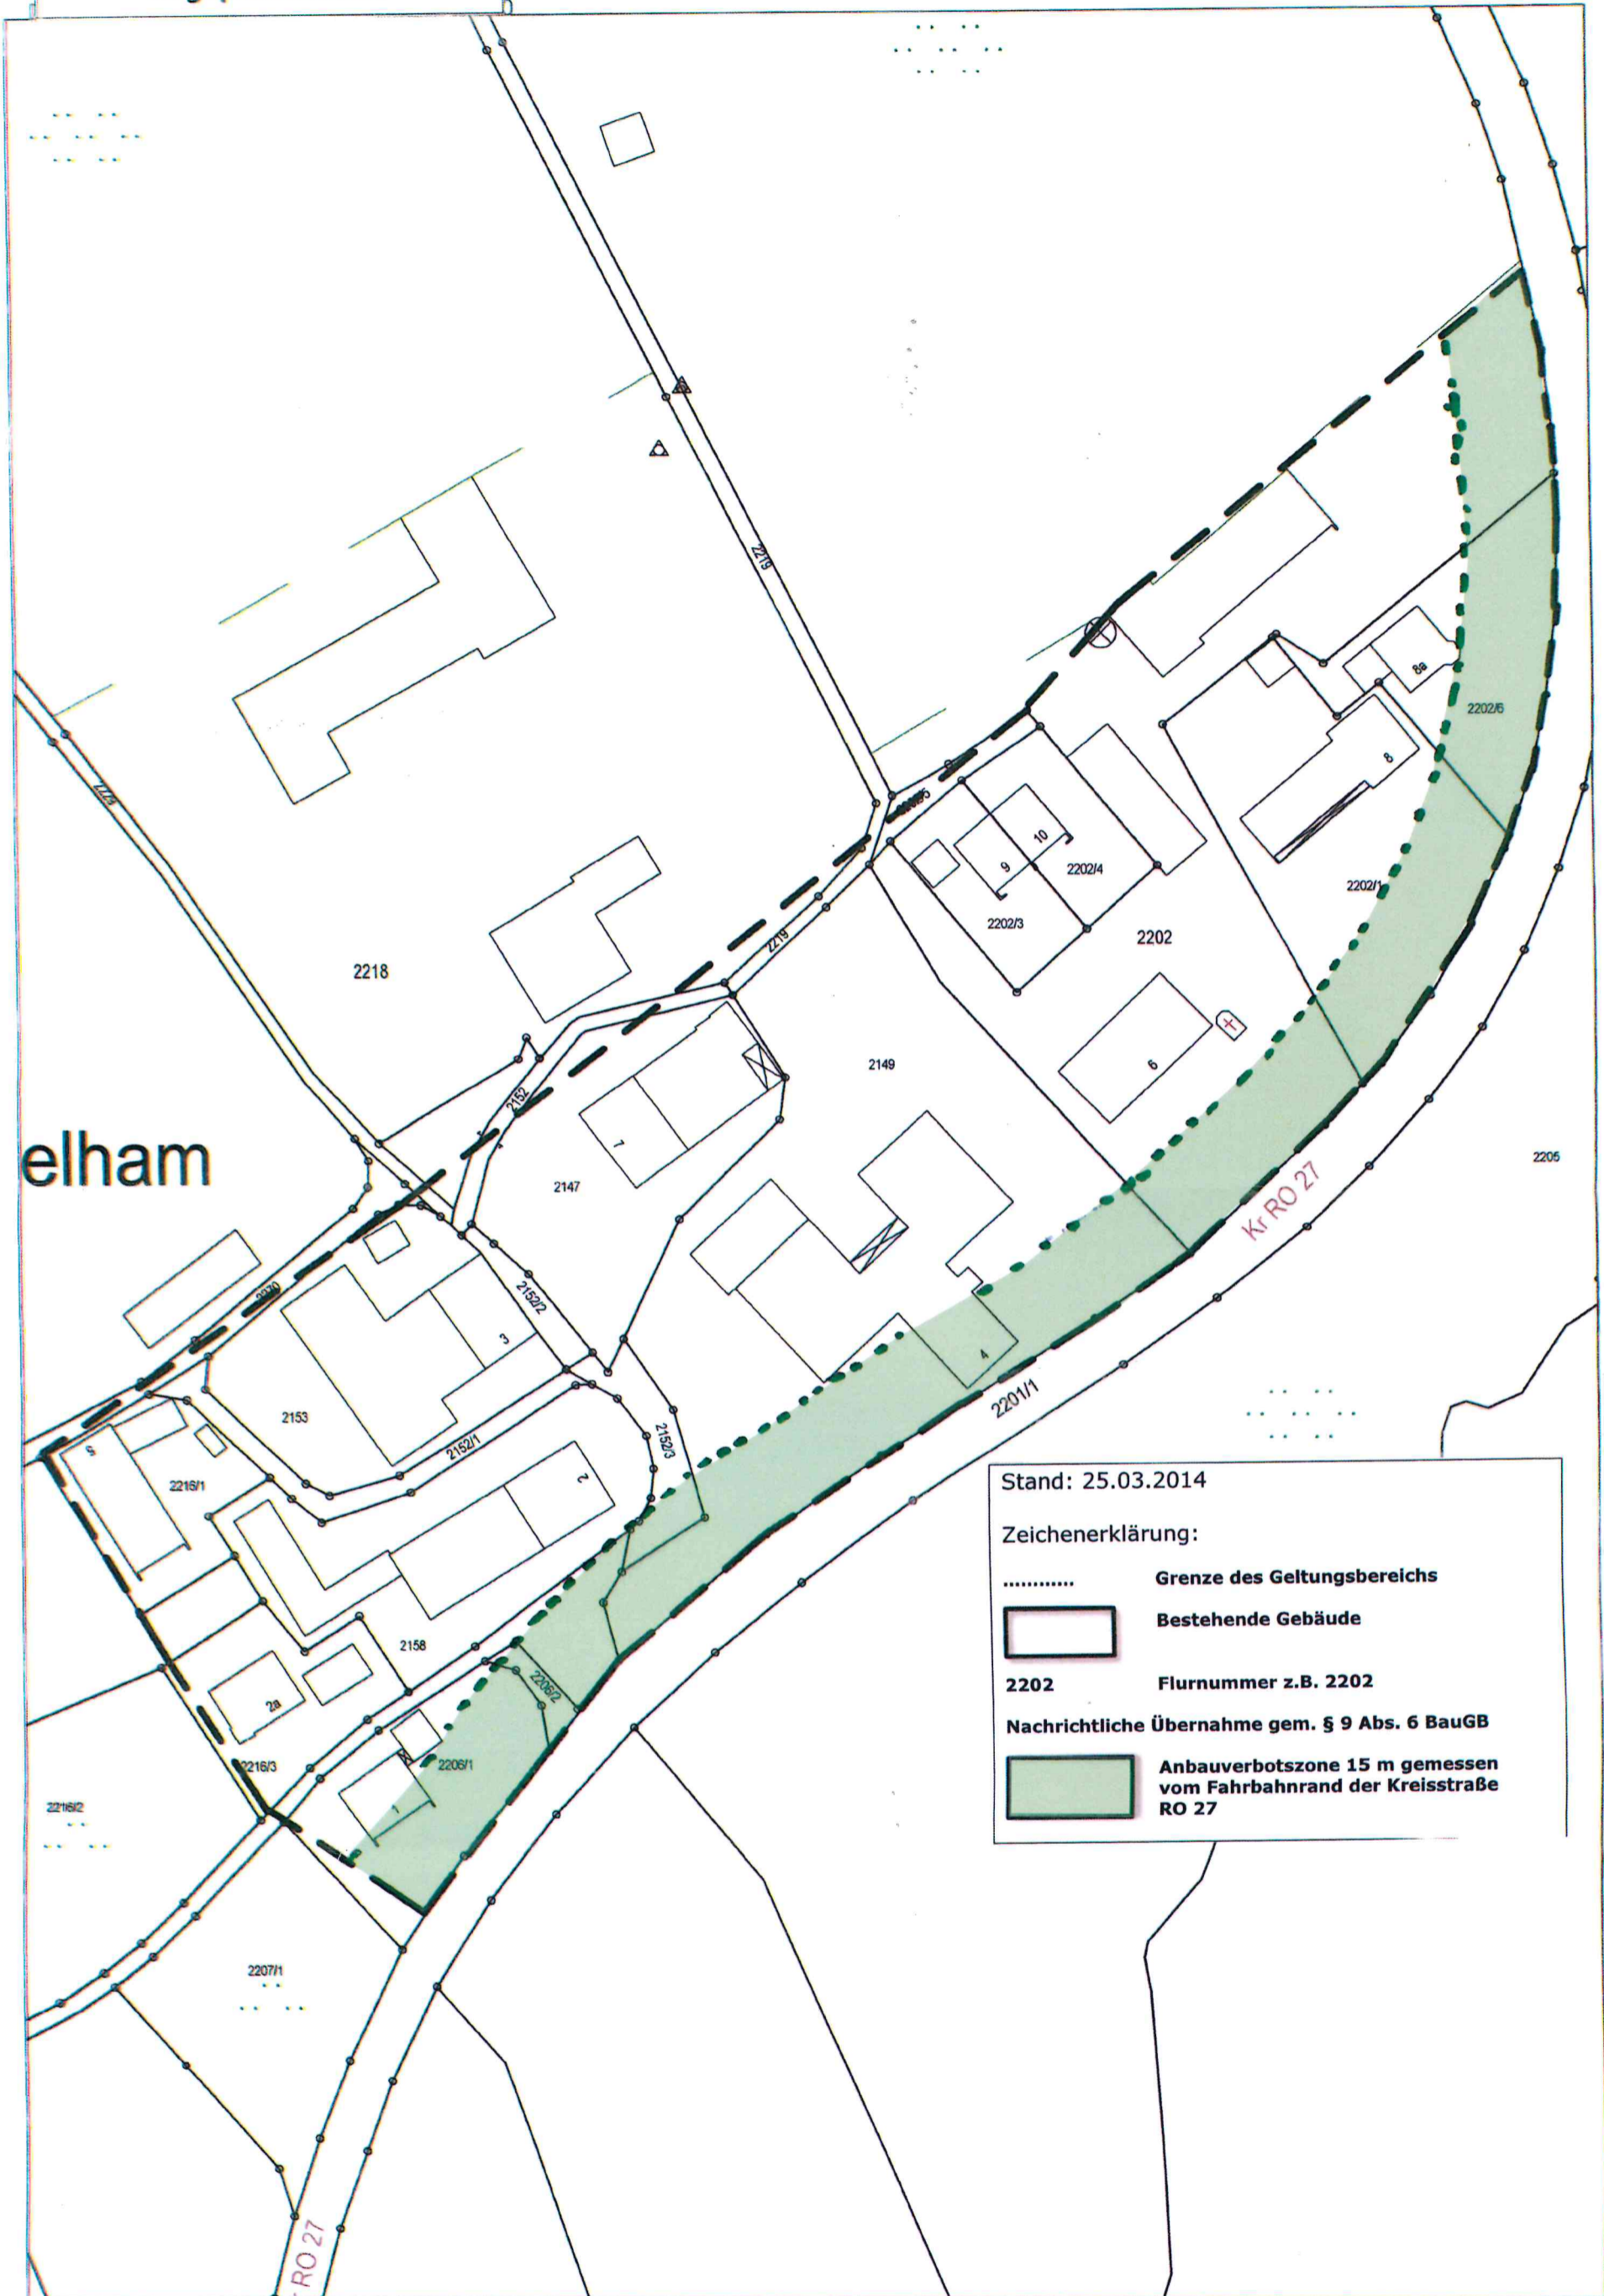 2219
8a
2202/6
2229
8
10
9
2202/4
2202/1
2202/3
2219
2202
2218
6
2149
2152
7
2205
elham
2147
Kr RO 27
2270
2152/2
3
4
2201/1
2153
2152/3
2152/1
5
2
2216/1
Stand: 25.03.2014
Zeichenerklärung:
............ Grenze des Geltungsbereichs
Bestehende Gebäude
2202 Flurnummer z.B. 2202
Nachrichtliche Übernahme gem. § 9 Abs. 6 BauGB
Anbauverbotszone 15 m gemessen
vom Fahrbahnrand der Kreisstraße
RO 27
2158
2206/2
2a
2216/3
2206/1
2216/2
1
2207/1
RO 27